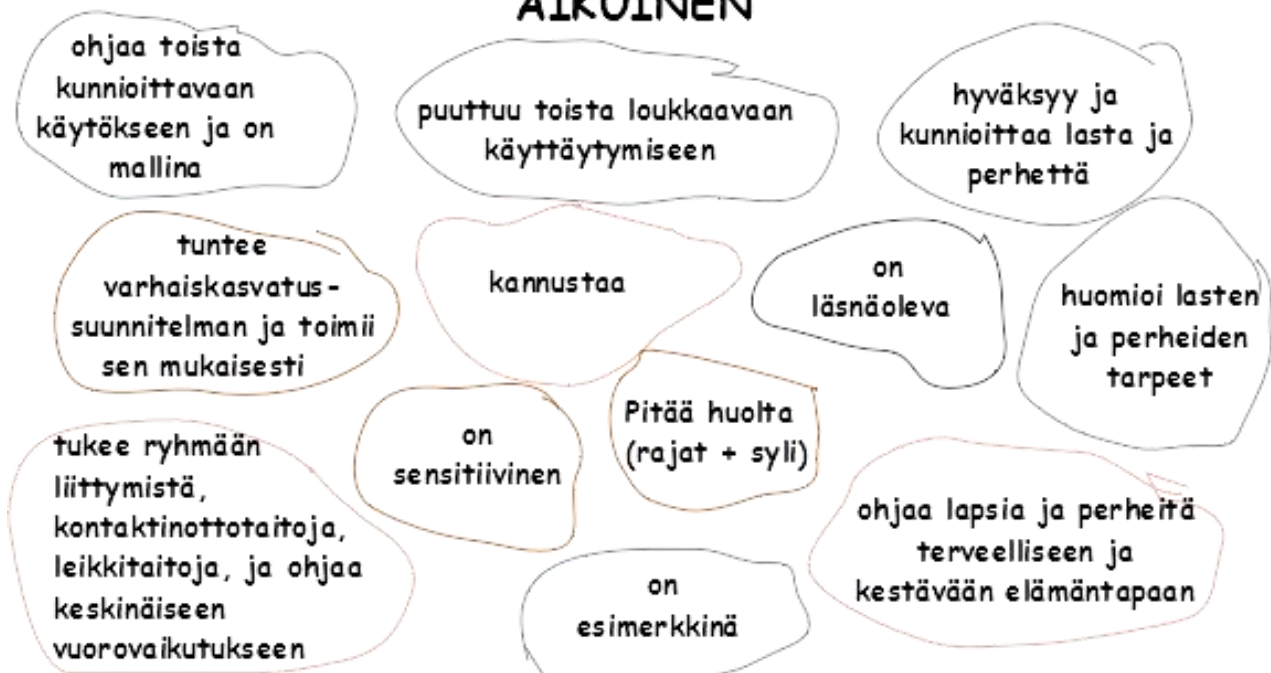 AIKUINEN
ohjaa toista
kunnioittavaan
käytökseen ja on
mallina
puuttuu toista loukkaavaan
käyttäytymiseen
hyväksyy ja
kunnioittaa lasta ja
perhettä
tuntee
varhaiskasvatus-
suunnitelman ja toimii
sen mukaisesti
kannustaa
on
läsnäoleva
huomioi lasten
ja perheiden
tarpeet
tukee ryhmään
liittymistä,
kontaktinottotaitoja,
leikkitaitoja, ja ohjaa
keskinäiseen
vuorovaikutukseen
on
sensitiivinen
Pitää huolta
(rajat + syli)
on
esimerkkinä
ohjaa lapsia ja perheitä
terveelliseen ja
kestävään elämäntapaan